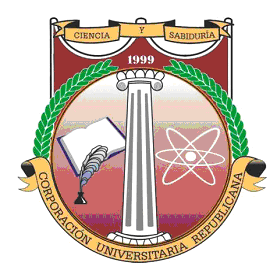 CIENCIA Y SABIDURÍA
1999
CORPORACIÓN UNIVERSITARIA REPUBLICANA